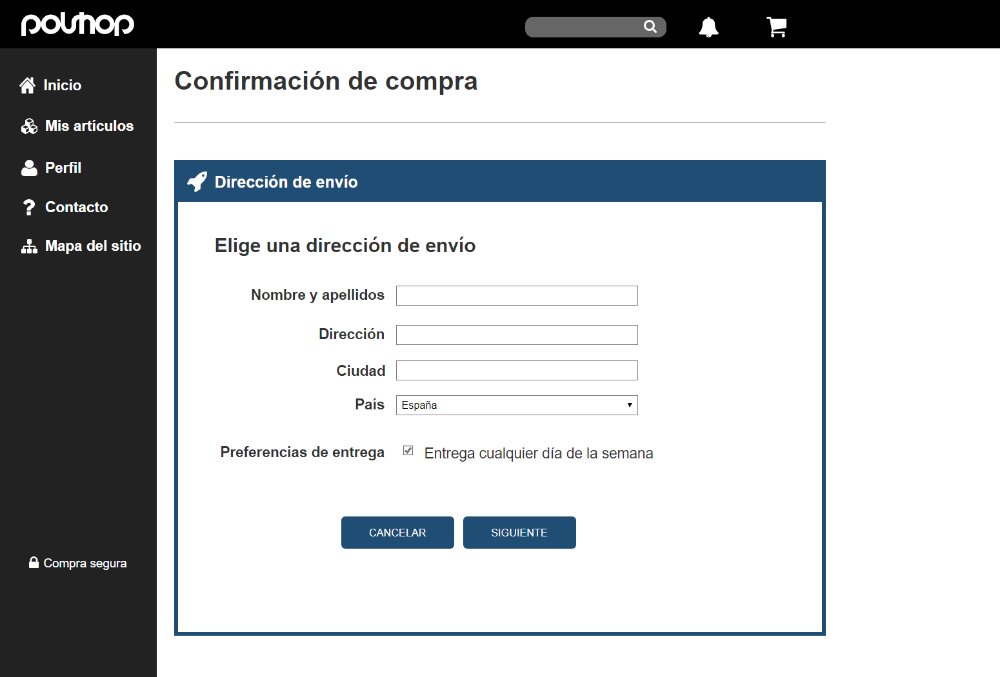 Inicio
Mis artículos
Perfil
Contacto
Mapa del sitio
Compra segura
Confirmación de compra
Dirección de envío
Elige una dirección de envío
Nombre y apellidos
Dirección
Ciudad
País España
Preferencias de entrega Entrega cualquier día de la semana
CANCELAR SIGUIENTE